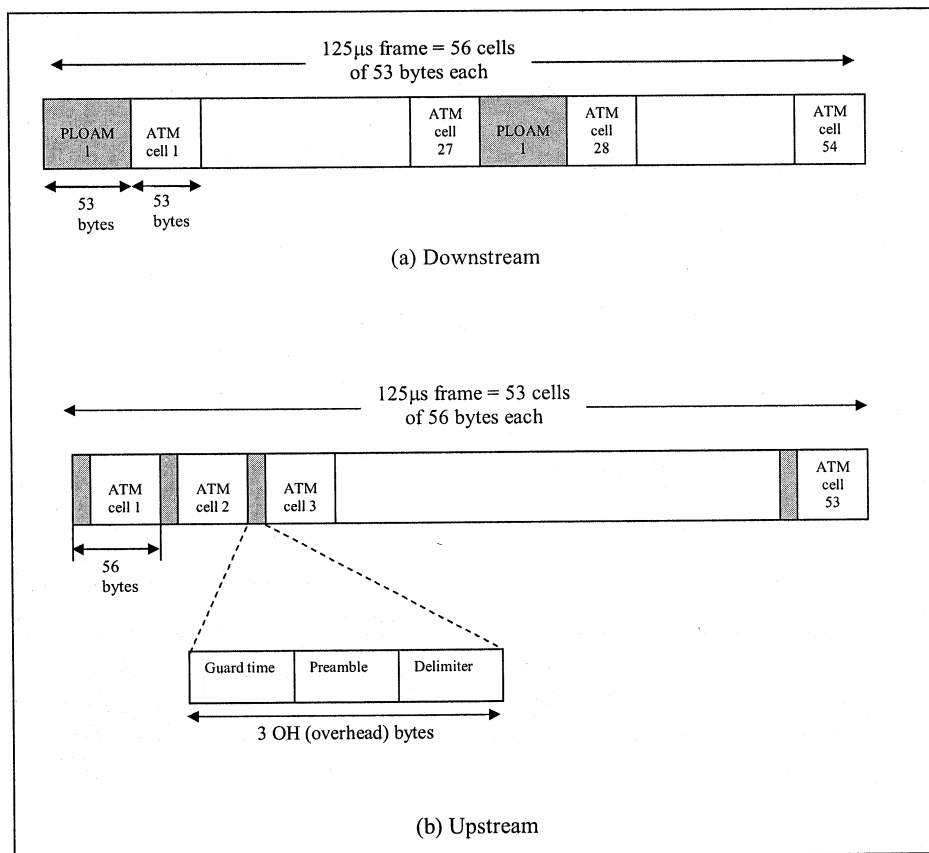 125μs frame = 56 cells
of 53 bytes each
PLOAM
1
ATM
cell 1
ATM
cell
27
PLOAM
1
ATM
cell
28
ATM
cell
54
53
bytes
53
bytes
(a) Downstream
125μs frame = 53 cells
of 56 bytes each
ATM
cell 1
ATM
cell 2
ATM
cell 3
ATM
cell
53
56
bytes
Guard time
Preamble
Delimiter
3 OH (overhead) bytes
(b) Upstream